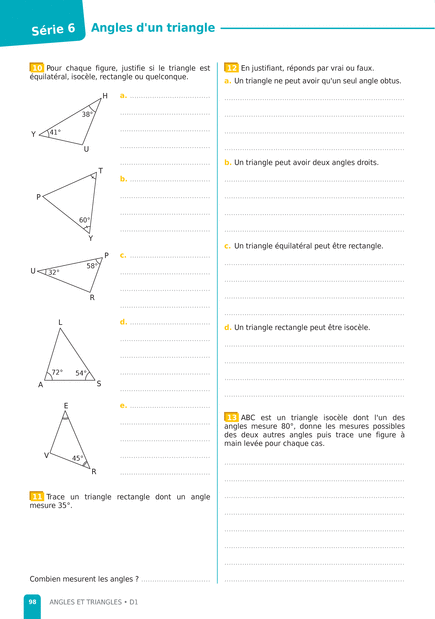 Série 6
Angles d'un triangle
10 Pour chaque figure, justifie si le triangle est
équilatéral, isocèle, rectangle ou quelconque.
H
38°
Y
41°
U
a. ................................
T
P
60°
Y
b. ................................
P
58°
U
32°
R
c. ................................
L
72°
54°
A
S
d. ................................
E
V
45°
R
e. ................................
11 Trace un triangle rectangle dont un angle
mesure 35°.
Combien mesurent les angles ? ............................
12 En justifiant, réponds par vrai ou faux.
a. Un triangle ne peut avoir qu'un seul angle obtus.
b. Un triangle peut avoir deux angles droits.
c. Un triangle équilatéral peut être rectangle.
d. Un triangle rectangle peut être isocèle.
13 ABC est un triangle isocèle dont l'un des
angles mesure 80°, donne les mesures possibles
des deux autres angles puis trace une figure à
main levée pour chaque cas.
98
ANGLES ET TRIANGLES • D1